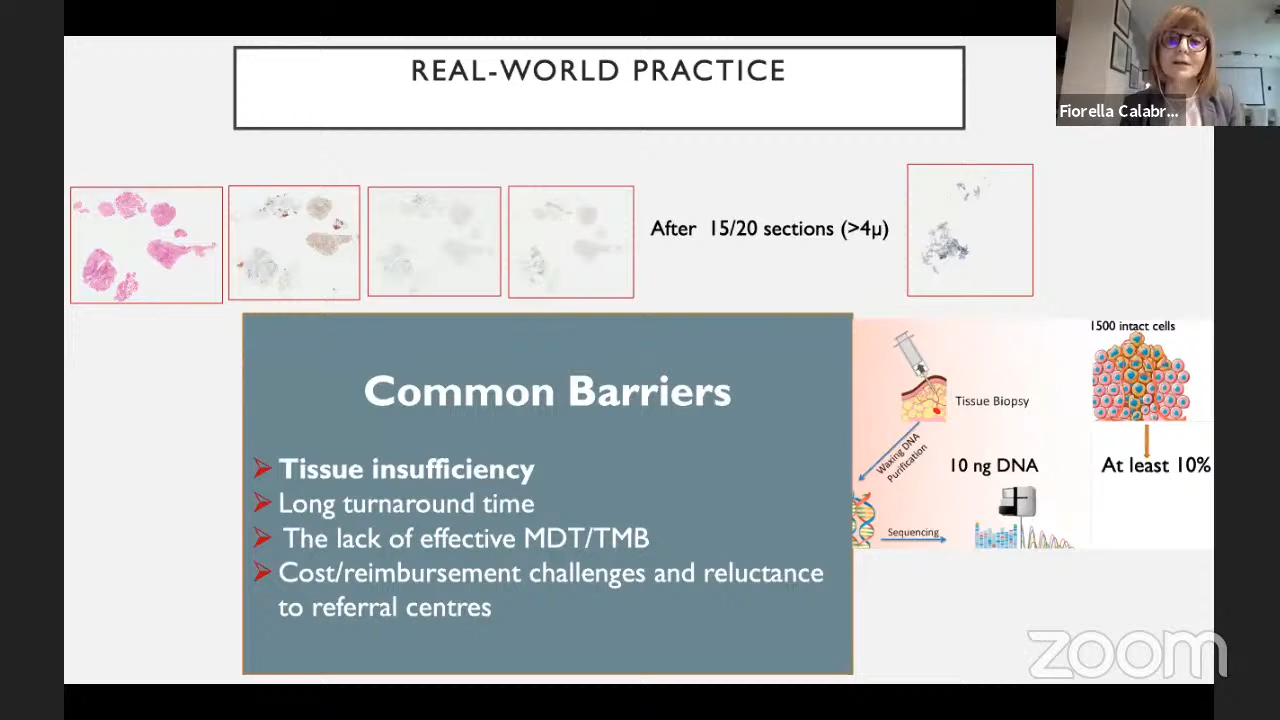 REAL-WORLD PRACTICE
Fiorella Calabr...
After 15/20 sections (>4µ)
Common Barriers
Tissue insufficiency
Long turnaround time
The lack of effective MDT/TMB
Cost/reimbursement challenges and reluctance
to referral centres
1500 intact cells
Tissue Biopsy
Waxing DNA
Purification
10 ng DNA
At least 10%
Sequencing
zoom